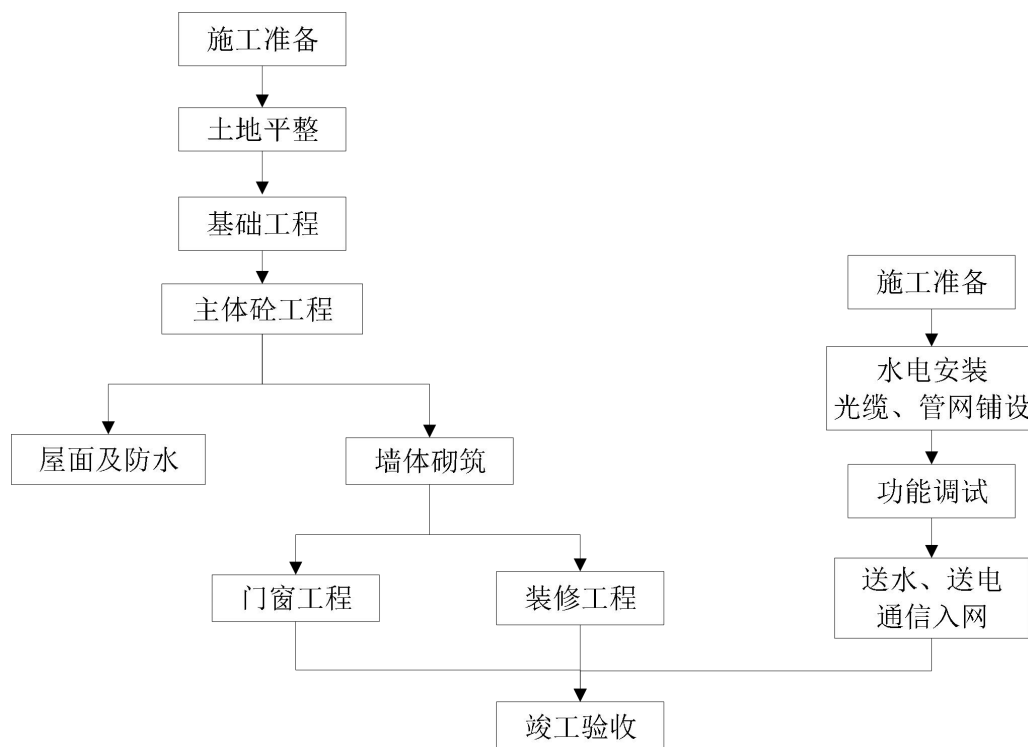 施工准备
土地平整
基础工程
主体砼工程
屋面及防水
墙体砌筑
门窗工程
装修工程
施工准备
水电安装
光缆、管网铺设
功能调试
送水、送电
通信入网
竣工验收